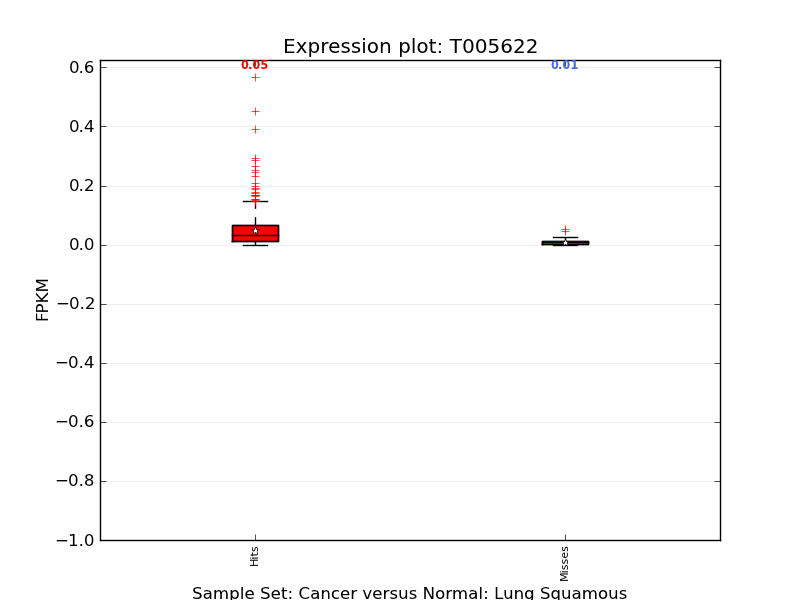 Expression plot: T005622
0.05
0.01
0.6
0.4
0.2
0.0
−0.2
−0.4
−0.6
−0.8
−1.0
FPKM
Hits
Misses
Sample Set: Cancer versus Normal: Lung Squamous